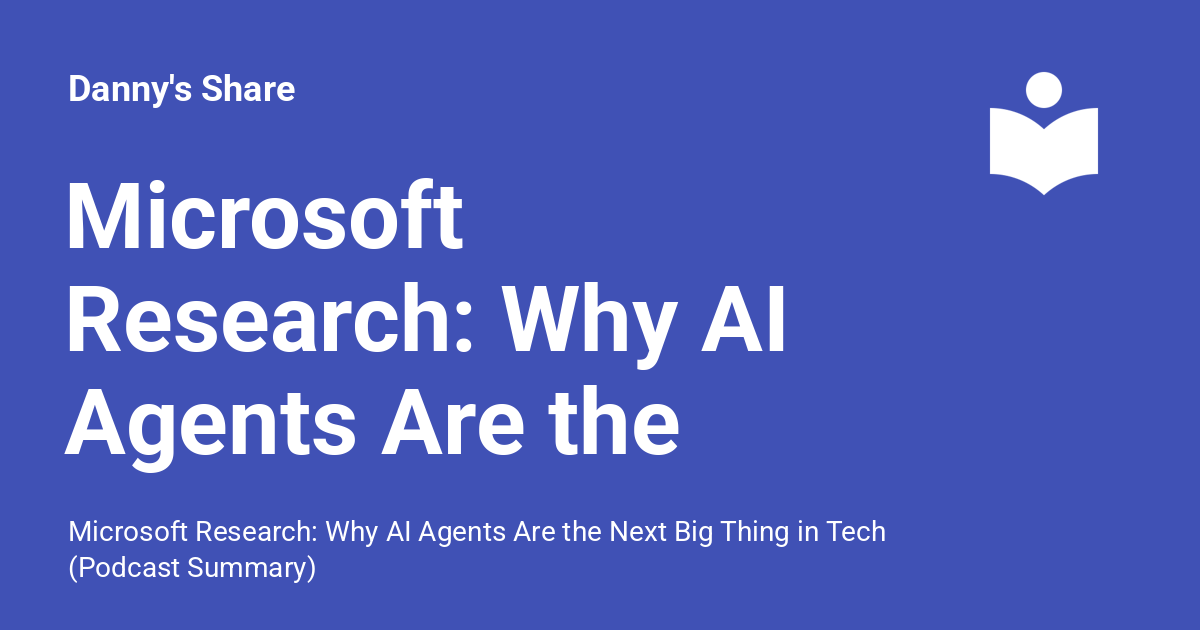 Danny's Share
Microsoft
Research: Why AI
Agents Are the
Microsoft Research: Why AI Agents Are the Next Big Thing in Tech
(Podcast Summary)